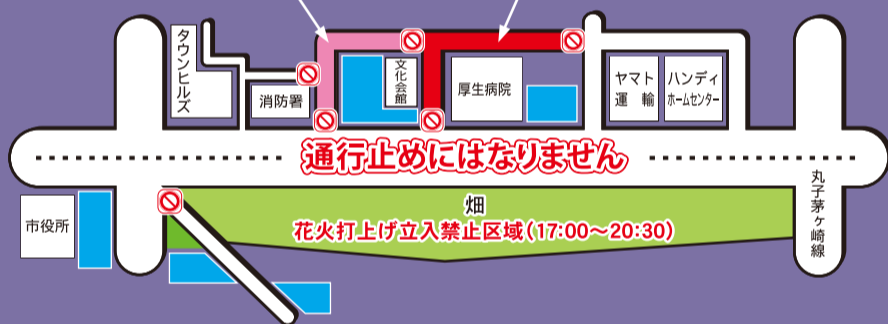 タウンヒルズ
消防署
文化会館
厚生病院
ヤマト
運輸
ハンディ
ホームセンター
通行止めにはなりません
畑
花火打上げ立入禁止区域(17:00〜20:30)
市役所
丸子茅ヶ崎線